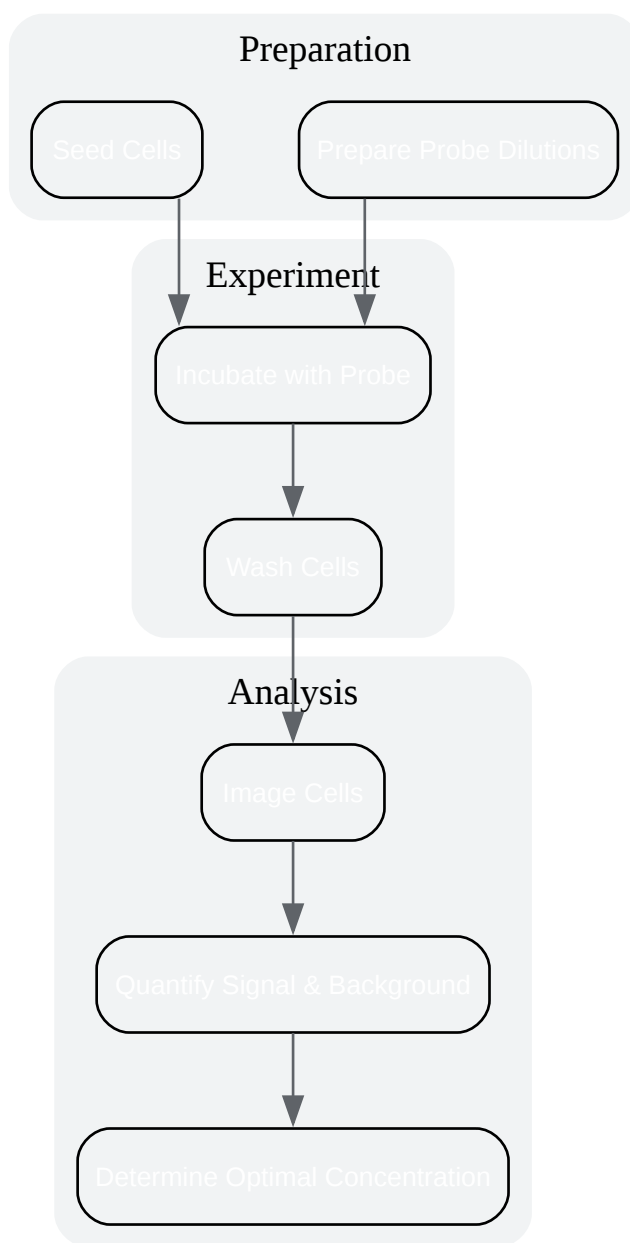 Preparation
Seed Cells
Prepare Probe Dilutions
Experiment
Incubate with Probe
Wash Cells
Analysis
Image Cells
Quantify Signal & Background
Determine Optimal Concentration